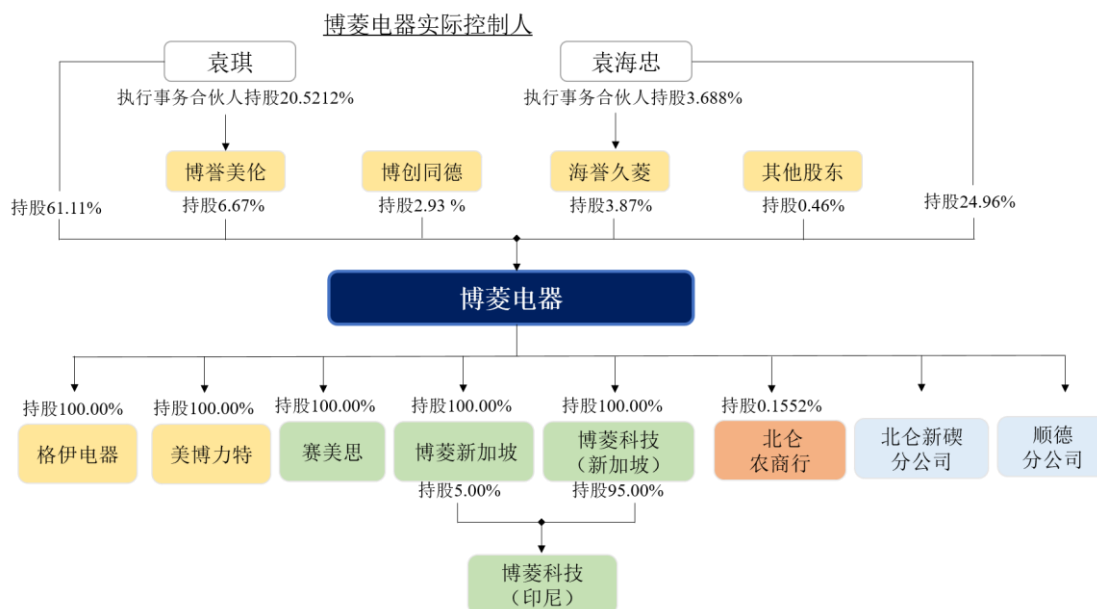 博菱电器实际控制人
袁琪
袁海忠
执行事务合伙人持股20.5212%
执行事务合伙人持股3.688%
博誉美伦
博创同德
海誉久菱
其他股东
持股61.11%
持股6.67%
持股2.93 %
持股3.87%
持股0.46%
持股24.96%
博菱电器
持股100.00%
持股100.00%
持股100.00%
持股100.00%
持股100.00%
持股0.1552%
格伊电器
美博力特
赛美思
博菱新加坡
博菱科技
（新加坡）
北仑
农商行
北仑新碶
分公司
顺德
分公司
持股5.00%
持股95.00%
博菱科技
（印尼）